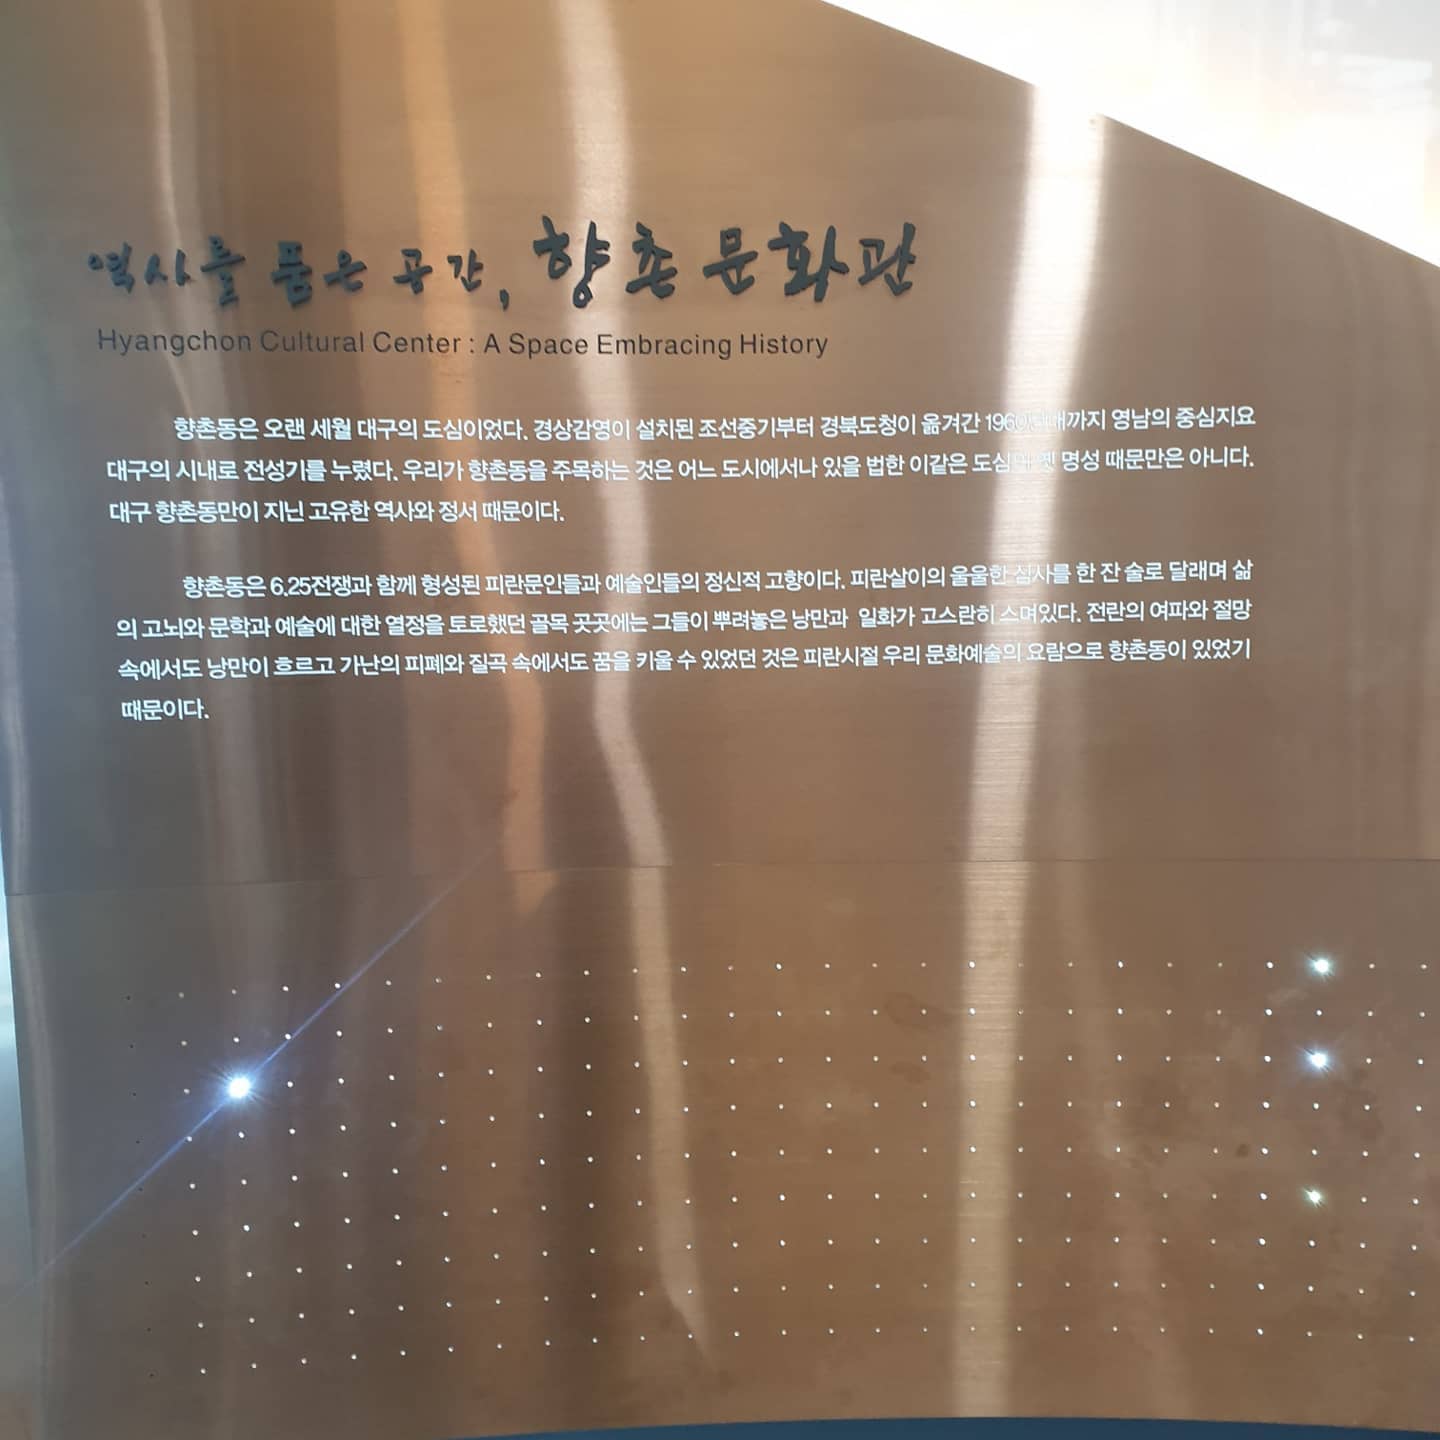 역사를 품은 공간, 향촌문화관
Hyangchon Cultural Center : A Space Embracing History
향촌동은 오랜 세월 대구의 도심이었다. 경상감영이 설치된 조선중기부터 경북도청이 옮겨간 1960년대까지 영남의 중심지요
대구의 시내로 전성기를 누렸다. 우리가 향촌동을 주목하는 것은 어느 도시에서나 있을 법한 이같은 도심의 옛 명성 때문만은 아니다.
대구 향촌동만이 지닌 고유한 역사와 정서 때문이다.
향촌동은 6.25전쟁과 함께 형성된 피란문인들과 예술인들의 정신적 고향이다. 피란살이의 울울한 심사를 한 잔 술로 달래며 삶
의 고뇌와 문학과 예술에 대한 열정을 토로했던 골목 곳곳에는 그들이 뿌려놓은 낭만과 일화가 고스란히 스며있다. 전란의 여파와 절망
속에서도 낭만이 흐르고 가난의 피폐와 질곡 속에서도 꿈을 키울 수 있었던 것은 피란시절 우리 문화예술의 요람으로 향촌동이 있었기
때문이다.